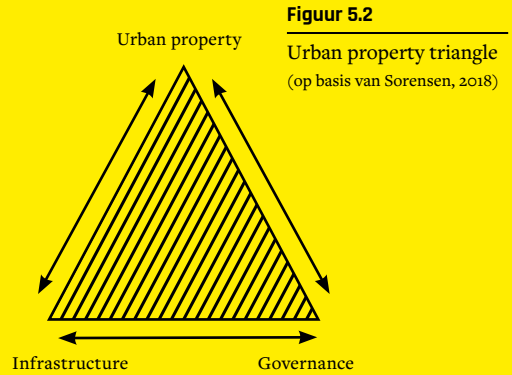 Figuur 5.2
Urban property triangle
(op basis van Sorensen, 2018)
Urban property
Infrastructure
Governance